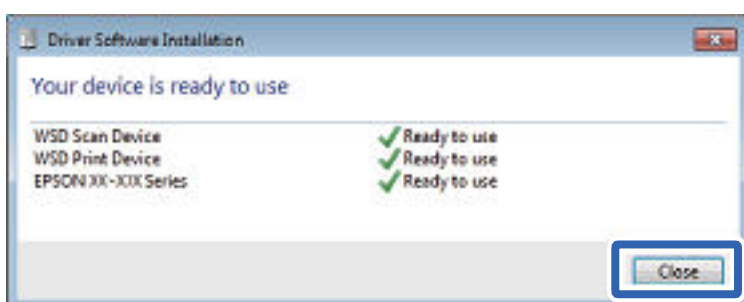 Driver Software Installation
Your device is ready to use
WSD Scan Device Ready to use
WSD Print Device Ready to use
EPSON XX-XXX Series Ready to use
Close